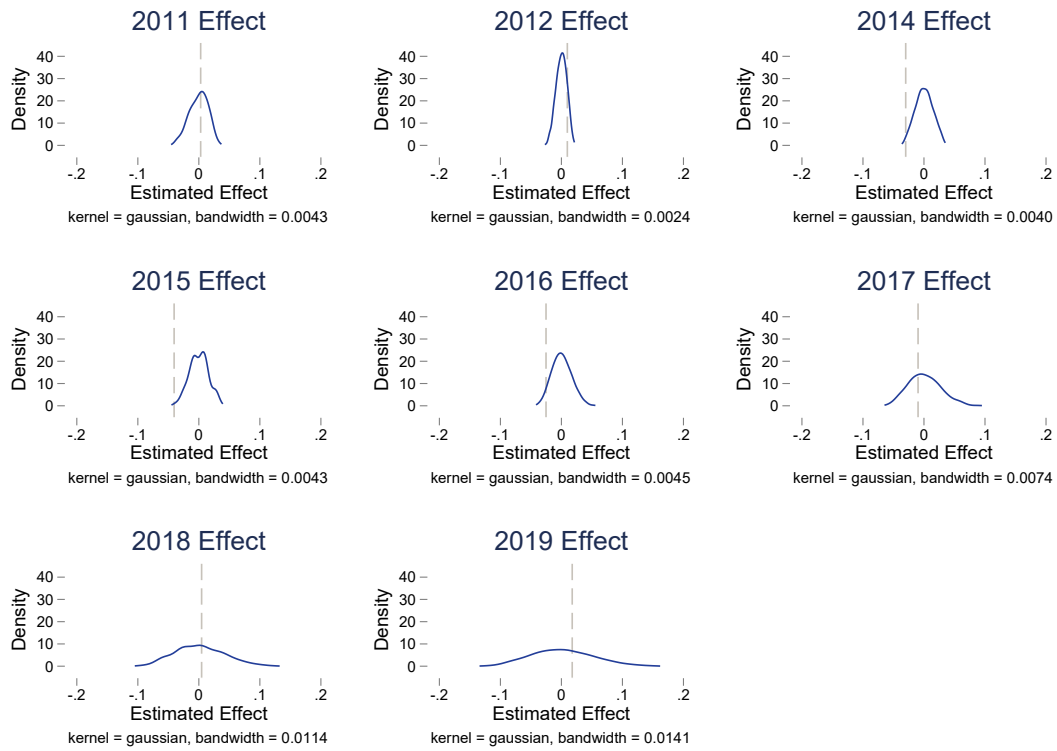 2011 Effect
Density
40
30
20
10
0
-.2 -.1 0 .1 .2
Estimated Effect
kernel = gaussian, bandwidth = 0.0043
2012 Effect
Density
40
30
20
10
0
-.2 -.1 0 .1 .2
Estimated Effect
kernel = gaussian, bandwidth = 0.0024
2014 Effect
Density
40
30
20
10
0
-.2 -.1 0 .1 .2
Estimated Effect
kernel = gaussian, bandwidth = 0.0040
2015 Effect
Density
40
30
20
10
0
-.2 -.1 0 .1 .2
Estimated Effect
kernel = gaussian, bandwidth = 0.0043
2016 Effect
Density
40
30
20
10
0
-.2 -.1 0 .1 .2
Estimated Effect
kernel = gaussian, bandwidth = 0.0045
2017 Effect
Density
40
30
20
10
0
-.2 -.1 0 .1 .2
Estimated Effect
kernel = gaussian, bandwidth = 0.0074
2018 Effect
Density
40
30
20
10
0
-.2 -.1 0 .1 .2
Estimated Effect
kernel = gaussian, bandwidth = 0.0114
2019 Effect
Density
40
30
20
10
0
-.2 -.1 0 .1 .2
Estimated Effect
kernel = gaussian, bandwidth = 0.0141